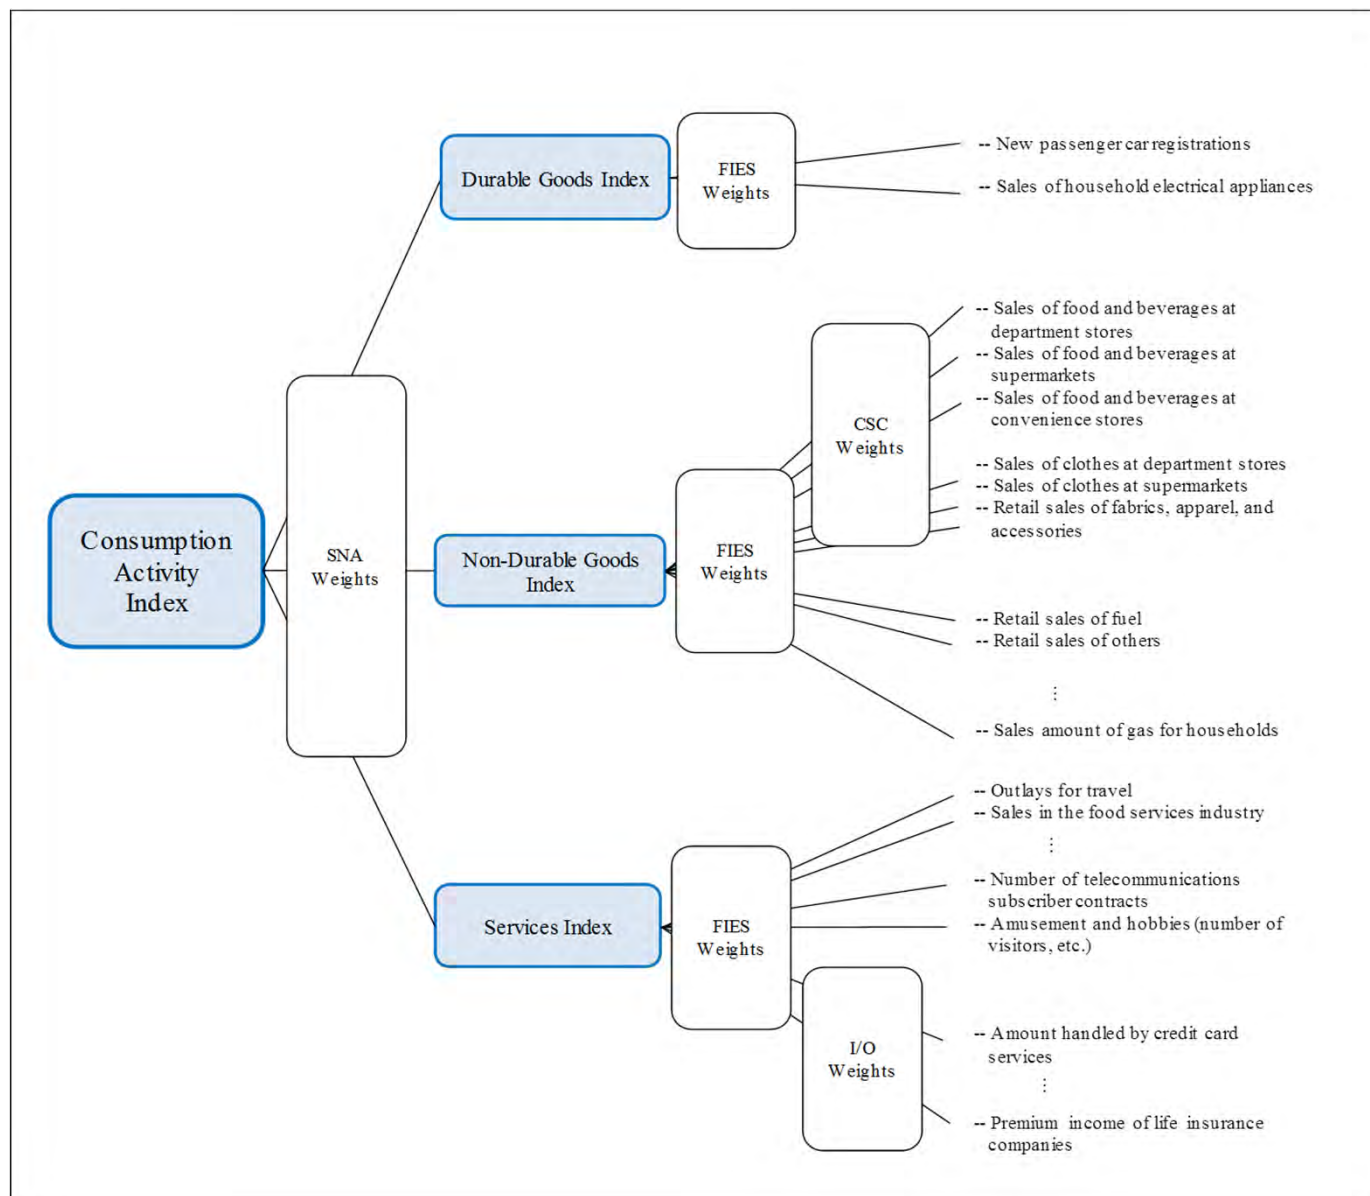 Durable Goods Index
FIES
Weights
-- New passenger car registrations
-- Sales of household electrical appliances
-- Sales of food and beverages at
department stores
-- Sales of food and beverages at
supermarkets
-- Sales of food and beverages at
convenience stores
CSC
Weights
-- Sales of clothes at department stores
-- Sales of clothes at supermarkets
-- Retail sales of fabrics, apparel, and
accessories
Consumption
Activity
Index
SNA
Weights
Non-Durable Goods
Index
FIES
Weights
-- Retail sales of fuel
-- Retail sales of others
⋮
-- Sales amount of gas for households
-- Outlays for travel
-- Sales in the food services industry
⋮
Services Index
FIES
Weights
-- Number of telecommunications
subscriber contracts
-- Amusement and hobbies (number of
visitors, etc.)
I/O
Weights
-- Amount handled by credit card
services
⋮
-- Premium income of life insurance
companies